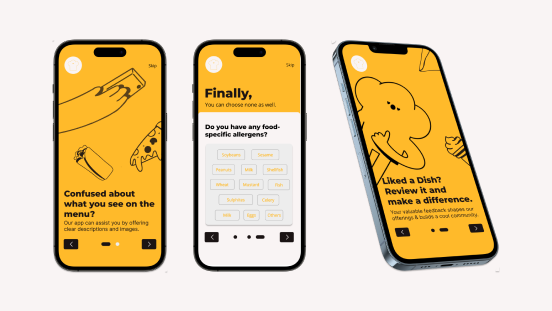 Skip
Confused about
what you see on the
menu?
Our app can assist you by offering
clear descriptions and images.
Skip
Finally,
You can choose none as well.
Do you have any food-
specific allergens?
Soybeans
Sesame
Peanuts
Milk
Shellfish
Wheat
Mustard
Fish
Sulphites
Celery
Milk
Eggs
Others
Liked a Dish?
Review it and
make a difference.
Your valuable feedback shapes our
offerings & builds a cool community.